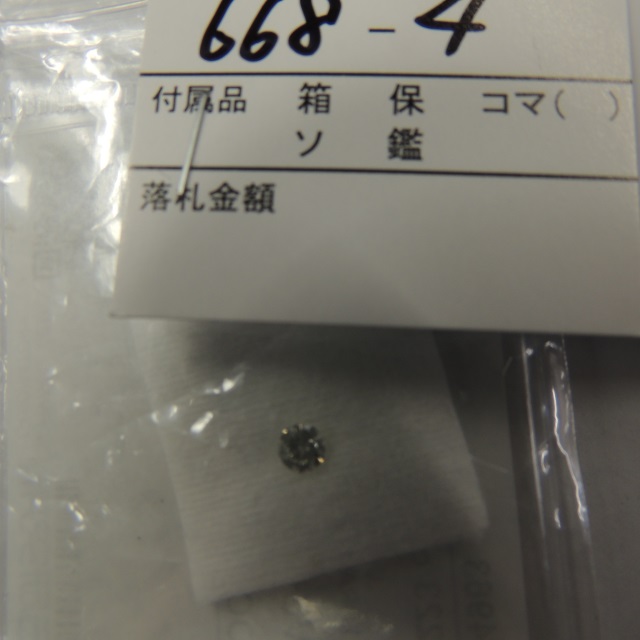 668-4
付属品 箱 保 コマ( )
ソ 鑑
落札金額